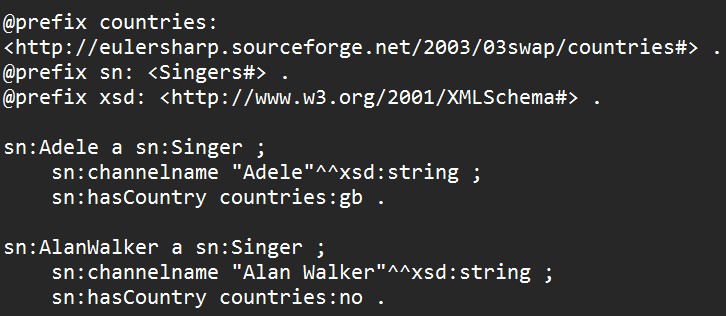 @prefix countries:
<http://eulersharp.sourceforge.net/2003/03swap/countries#> .
@prefix sn: <Singers#> .
@prefix xsd: <http://www.w3.org/2001/XMLSchema#> .

sn:Adele a sn:Singer ;
    sn:channelname "Adele"^^xsd:string ;
    sn:hasCountry countries:gb .

sn:AlanWalker a sn:Singer ;
    sn:channelname "Alan Walker"^^xsd:string ;
    sn:hasCountry countries:no .